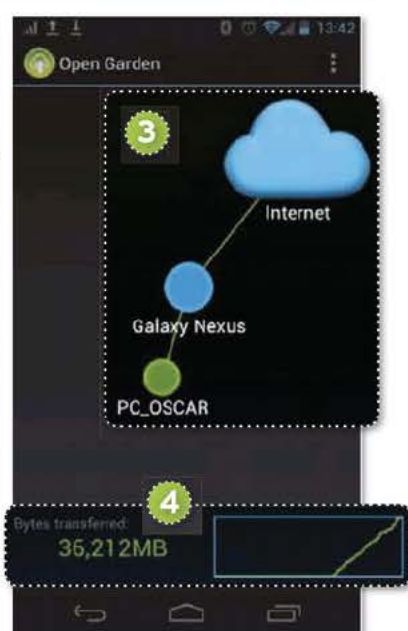 13:42
Open Garden
3
Internet
Galaxy Nexus
PC_OSCAR
4
Bytes transferred:
36,212MB